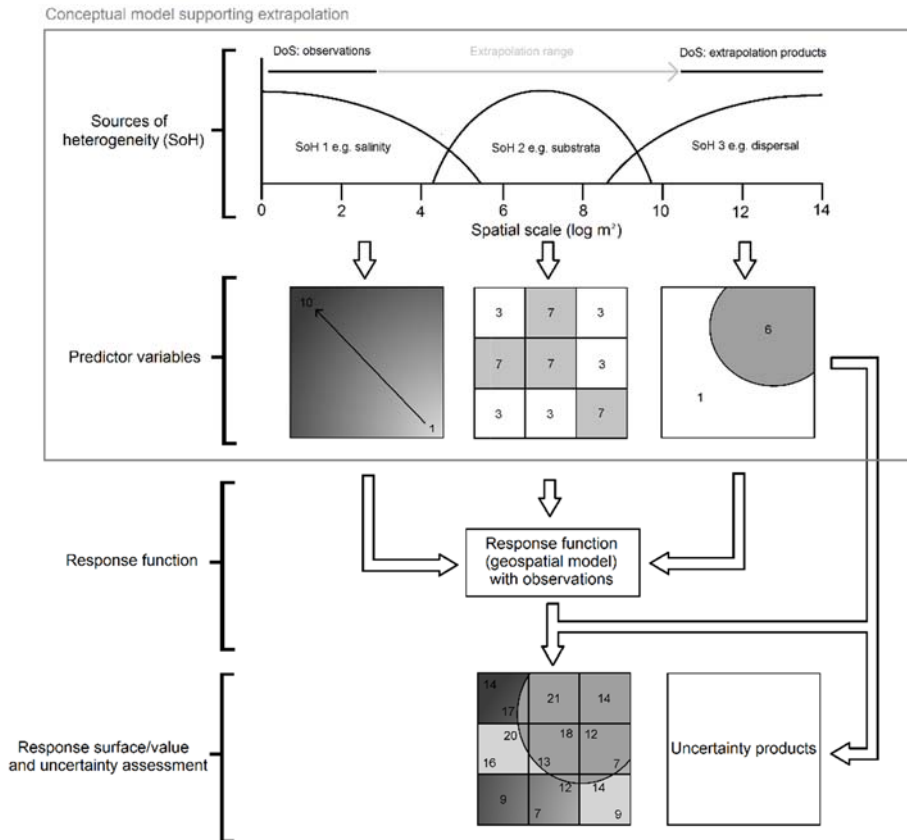 Conceptual model supporting extrapolation
DoS: observations
Extrapolation range
DoS: extrapolation products
Sources of
heterogeneity (SoH)
SoH 1 e.g. salinity
SoH 2 e.g. substrata
SoH 3 e.g. dispersal
0 2 4 6 8 10 12 14
Spatial scale (log m²)
Predictor variables
10
1
3 7 3
7 7 3
3 3 7
6
1
Response function
Response function
(geospatial model)
with observations
Response surface/value
and uncertainty assessment
14 21 14
17
20 18 12
16 13 7
12 14
9 7 9
Uncertainty products